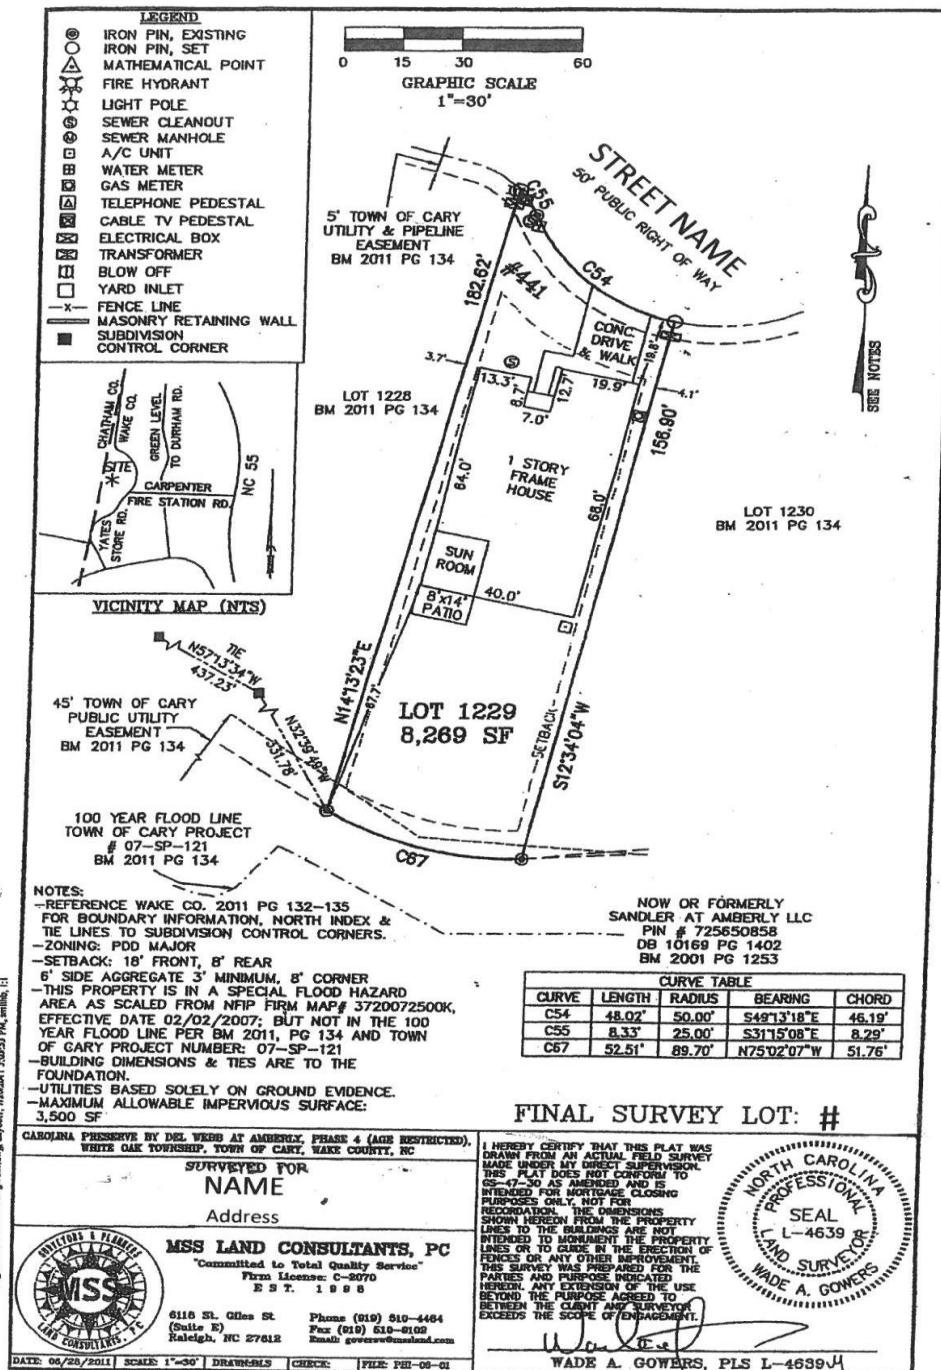 LEGEND
IRON PIN, EXISTING
IRON PIN, SET
MATHEMATICAL POINT
FIRE HYDRANT
LIGHT POLE
SEWER CLEANOUT
SEWER MANHOLE
A/C UNIT
WATER METER
GAS METER
TELEPHONE PEDESTAL
CABLE TV PEDESTAL
ELECTRICAL BOX
TRANSFORMER
BLOW OFF
YARD INLET
FENCE LINE
MASONRY RETAINING WALL
SUBDIVISION
CONTROL CORNER
0 15 30 60
GRAPHIC SCALE
1"=30'
STREET NAME
50' PUBLIC RIGHT OF WAY
C55
C54
5' TOWN OF CARY
UTILITY & PIPELINE
EASEMENT
BM 2011 PG 134
182.62'
#441
CONC.
DRIVE
& WALK
19.8'
SEE NOTES
3.7'
13.3'
8.7'
7.0'
12.7'
19.9'
4.1'
LOT 1228
BM 2011 PG 134
156.90'
64.0'
1 STORY
FRAME
HOUSE
68.0'
LOT 1230
BM 2011 PG 134
SUN
ROOM
8'x14'
PATIO
40.0'
CHATHAM CO.
WAKE CO.
GREEN LEVEL
TO DURHAM RD.
SITE
CARPENTER
FIRE STATION RD.
NC 55
YATES
STORE RD.
VICINITY MAP (NTS)
TIE
N57°13'34"W
437.23'
N32°39'49"W
331.78'
N14°13'23"E
67.7'
LOT 1229
8,269 SF
SETBACK
S12°34'04"W
45' TOWN OF CARY
PUBLIC UTILITY
EASEMENT
BM 2011 PG 134
100 YEAR FLOOD LINE
TOWN OF CARY PROJECT
# 07-SP-121
BM 2011 PG 134
C67
NOTES:
-REFERENCE WAKE CO. 2011 PG 132-135
FOR BOUNDARY INFORMATION, NORTH INDEX &
TIE LINES TO SUBDIVISION CONTROL CORNERS.
-ZONING: PDD MAJOR
-SETBACK: 18' FRONT, 8' REAR
6' SIDE AGGREGATE 3' MINIMUM, 8' CORNER
-THIS PROPERTY IS IN A SPECIAL FLOOD HAZARD
AREA AS SCALED FROM NFIP FIRM MAP# 3720072500K,
EFFECTIVE DATE 02/02/2007; BUT NOT IN THE 100
YEAR FLOOD LINE PER BM 2011, PG 134 AND TOWN
OF CARY PROJECT NUMBER: 07-SP-121
-BUILDING DIMENSIONS & TIES ARE TO THE
FOUNDATION.
-UTILITIES BASED SOLELY ON GROUND EVIDENCE.
-MAXIMUM ALLOWABLE IMPERVIOUS SURFACE:
3,500 SF
NOW OR FORMERLY
SANDLER AT AMBERLY LLC
PIN # 725650858
DB 10169 PG 1402
BM 2001 PG 1253
CURVE TABLE
CURVE LENGTH RADIUS BEARING CHORD
C54 48.02' 50.00' S49°13'18"E 46.19'
C55 8.33' 25.00' S31°15'08"E 8.29'
C67 52.51' 89.70' N75°02'07"W 51.76'
FINAL SURVEY LOT: #
CAROLINA PRESERVE BY DEL WEBB AT AMBERLY, PHASE 4 (AGE RESTRICTED),
WHITE OAK TOWNSHIP, TOWN OF CARY, WAKE COUNTY, NC
SURVEYED FOR
NAME
Address
SURVEYORS & PLANNERS
MSS
LAND CONSULTANTS, PC
MSS LAND CONSULTANTS, PC
"Committed to Total Quality Service"
Firm License: C-2070
EST. 1998
6118 St. Giles St
(Suite E)
Raleigh, NC 27612
Phone (919) 510-4464
Fax (919) 510-9102
DATE: 06/28/2011 SCALE: 1"=30' DRAWN:BLS CHECK: FILE: PH1-06-01
I HEREBY CERTIFY THAT THIS PLAT WAS
DRAWN FROM AN ACTUAL FIELD SURVEY
MADE UNDER MY DIRECT SUPERVISION.
THIS PLAT DOES NOT CONFORM TO
GS-47-30 AS AMENDED AND IS
INTENDED FOR MORTGAGE CLOSING
PURPOSES ONLY, NOT FOR
RECORDATION. THE DIMENSIONS
SHOWN HEREON FROM THE PROPERTY
LINES TO THE BUILDINGS ARE NOT
INTENDED TO MONUMENT THE PROPERTY
LINES OR TO GUIDE IN THE ERECTION OF
FENCES OR ANY OTHER IMPROVEMENT.
THIS SURVEY WAS PREPARED FOR THE
PARTIES AND PURPOSE INDICATED
HEREON. ANY EXTENSION OF THE USE
BEYOND THE PURPOSE AGREED TO
BETWEEN THE CLIENT AND SURVEYOR
EXCEEDS THE SCOPE OF ENGAGEMENT.
NORTH CAROLINA
PROFESSIONAL
SEAL
L-4639
LAND SURVEYOR
WADE A. GOWERS
WADE A. GOWERS, PLS L-4639